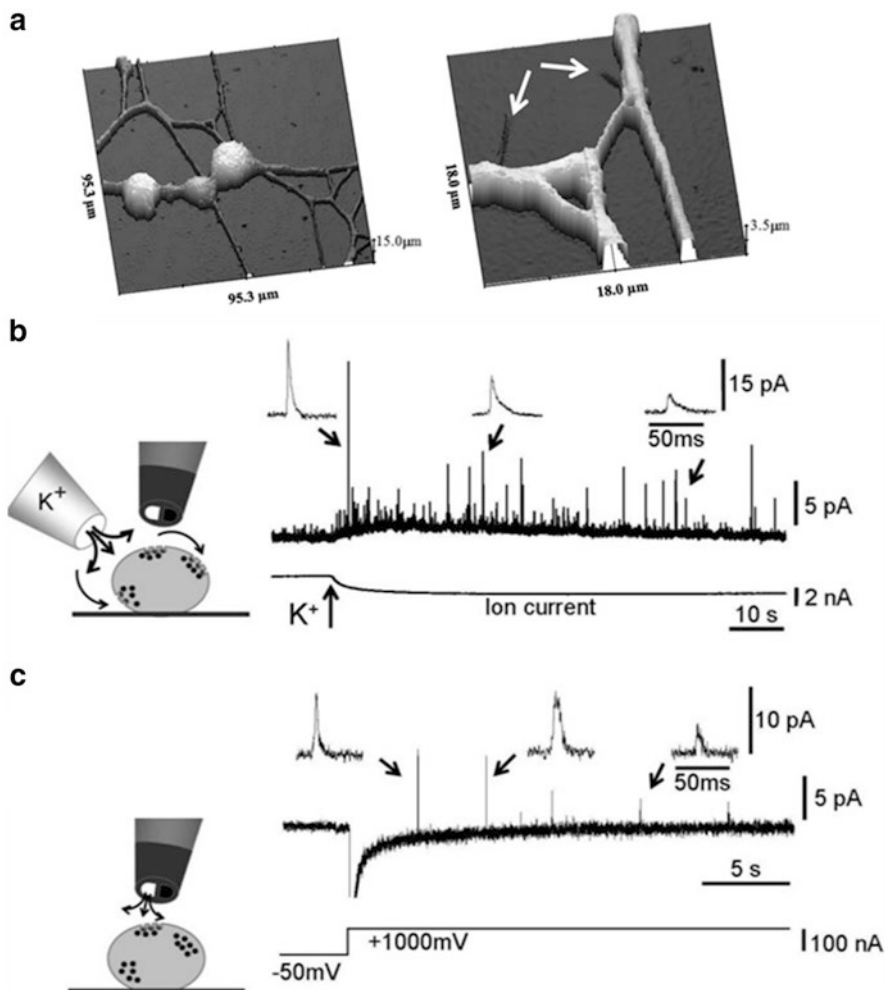 a
95.3 µm
95.3 µm
15.0µm
18.0 µm
18.0 µm
3.5µm
b
K+
15 pA
50ms
5 pA
K+
Ion current
2 nA
10 s
c
10 pA
50ms
5 pA
5 s
-50mV
+1000mV
100 nA